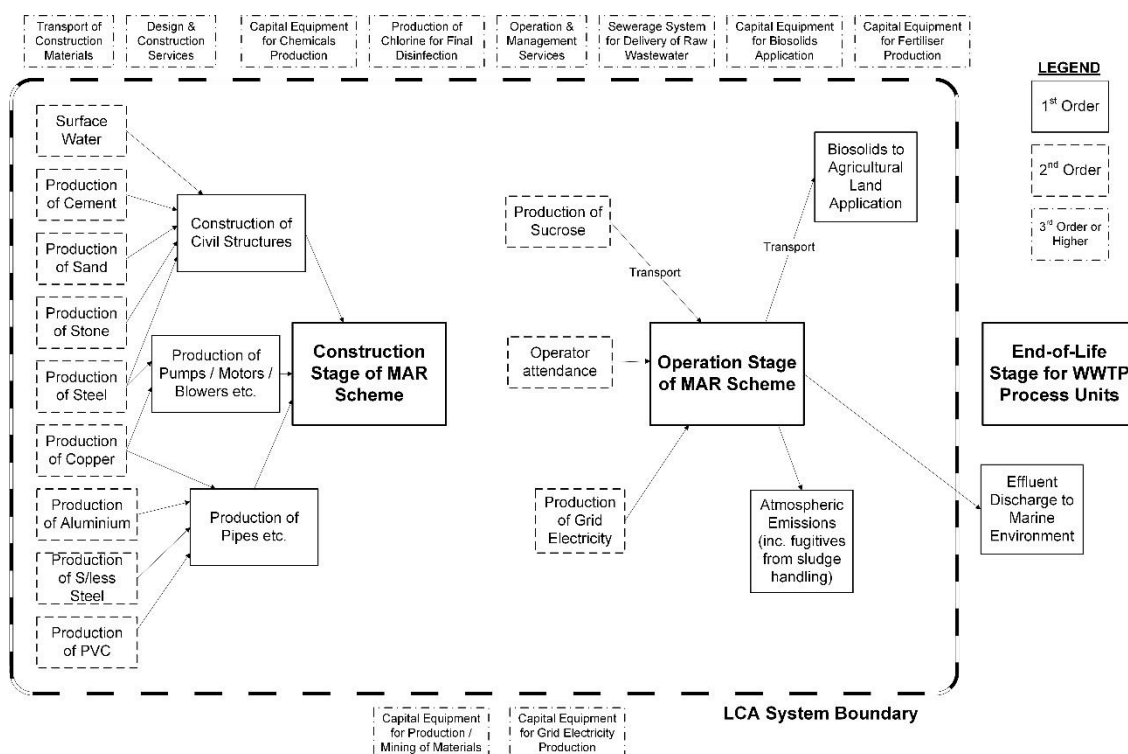 Transport of
Construction
Materials
Design &
Construction
Services
Capital Equipment
for Chemicals
Production
Production of
Chlorine for Final
Disinfection
Operation &
Management
Services
Sewerage System
for Delivery of Raw
Wastewater
Capital Equipment
for Biosolids
Application
Capital Equipment
for Fertiliser
Production
LEGEND
1st Order
2nd Order
3rd Order or
Higher
Surface
Water
Production
of Cement
Production
of Sand
Production
of Stone
Production
of Steel
Production
of Copper
Production
of Aluminium
Production
of S/less
Steel
Production
of PVC
Construction of
Civil Structures
Production of
Pumps / Motors /
Blowers etc.
Production of
Pipes etc.
Construction
Stage of MAR
Scheme
Production of
Sucrose
Transport
Operator
attendance
Production
of Grid
Electricity
Operation Stage
of MAR Scheme
Transport
Biosolids to
Agricultural
Land
Application
Atmospheric
Emissions
(inc. fugitives
from sludge
handling)
End-of-Life
Stage for WWTP
Process Units
Effluent
Discharge to
Marine
Environment
LCA System Boundary
Capital Equipment
for Production /
Mining of Materials
Capital Equipment
for Grid Electricity
Production